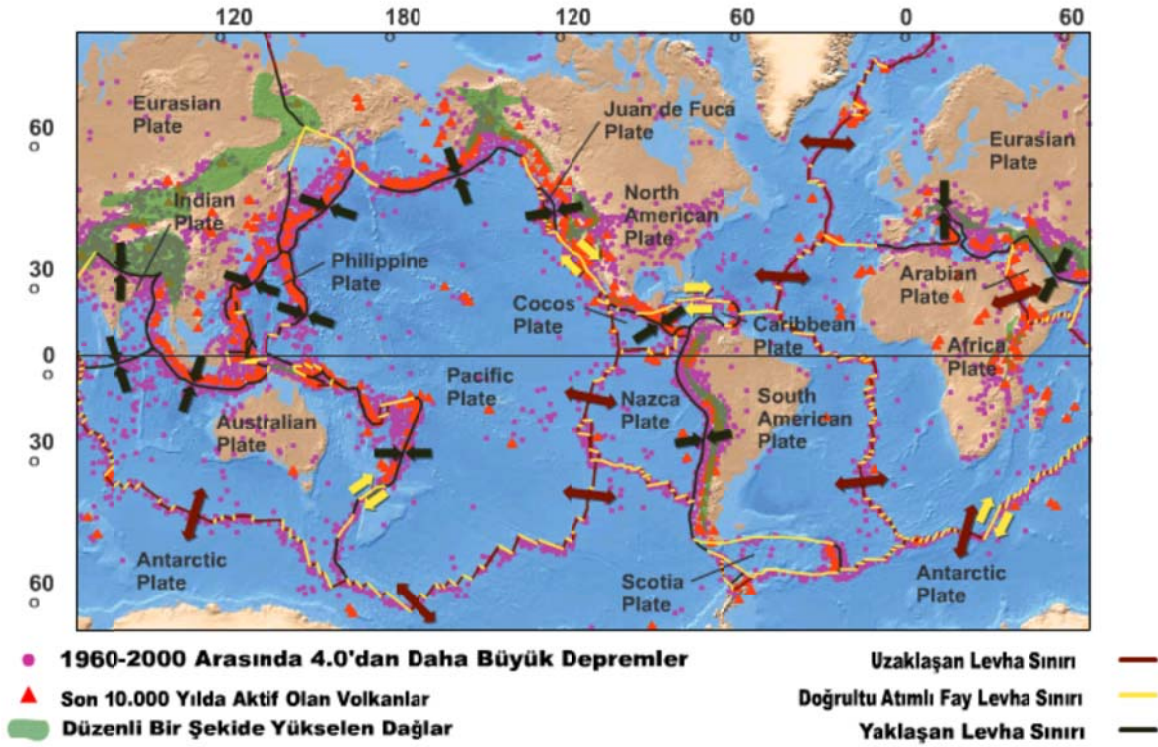 120 180 120 60 0 60
o o o o o o
60
o
30
o
0
o
30
o
60
o
Eurasian
Plate
Juan de Fuca
Plate
Eurasian
Plate
Indian
Plate
North
American
Plate
Philippine
Plate
Arabian
Plate
Cocos
Plate
Caribbean
Plate
Africa
Plate
Pacific
Plate
Nazca
Plate
South
American
Plate
Australian
Plate
Antarctic
Plate
Scotia
Plate
Antarctic
Plate
1960-2000 Arasında 4.0'dan Daha Büyük Depremler
Son 10.000 Yılda Aktif Olan Volkanlar
Düzenli Bir Şekide Yükselen Dağlar
Uzaklaşan Levha Sınırı
Doğrultu Atımlı Fay Levha Sınırı
Yaklaşan Levha Sınırı